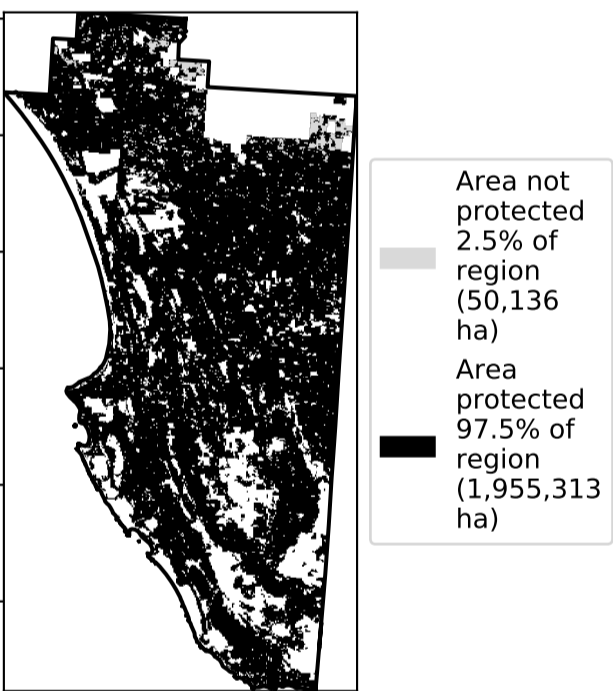 Area not
protected
2.5% of
region
(50,136
ha)
Area
protected
97.5% of
region
(1,955,313
ha)